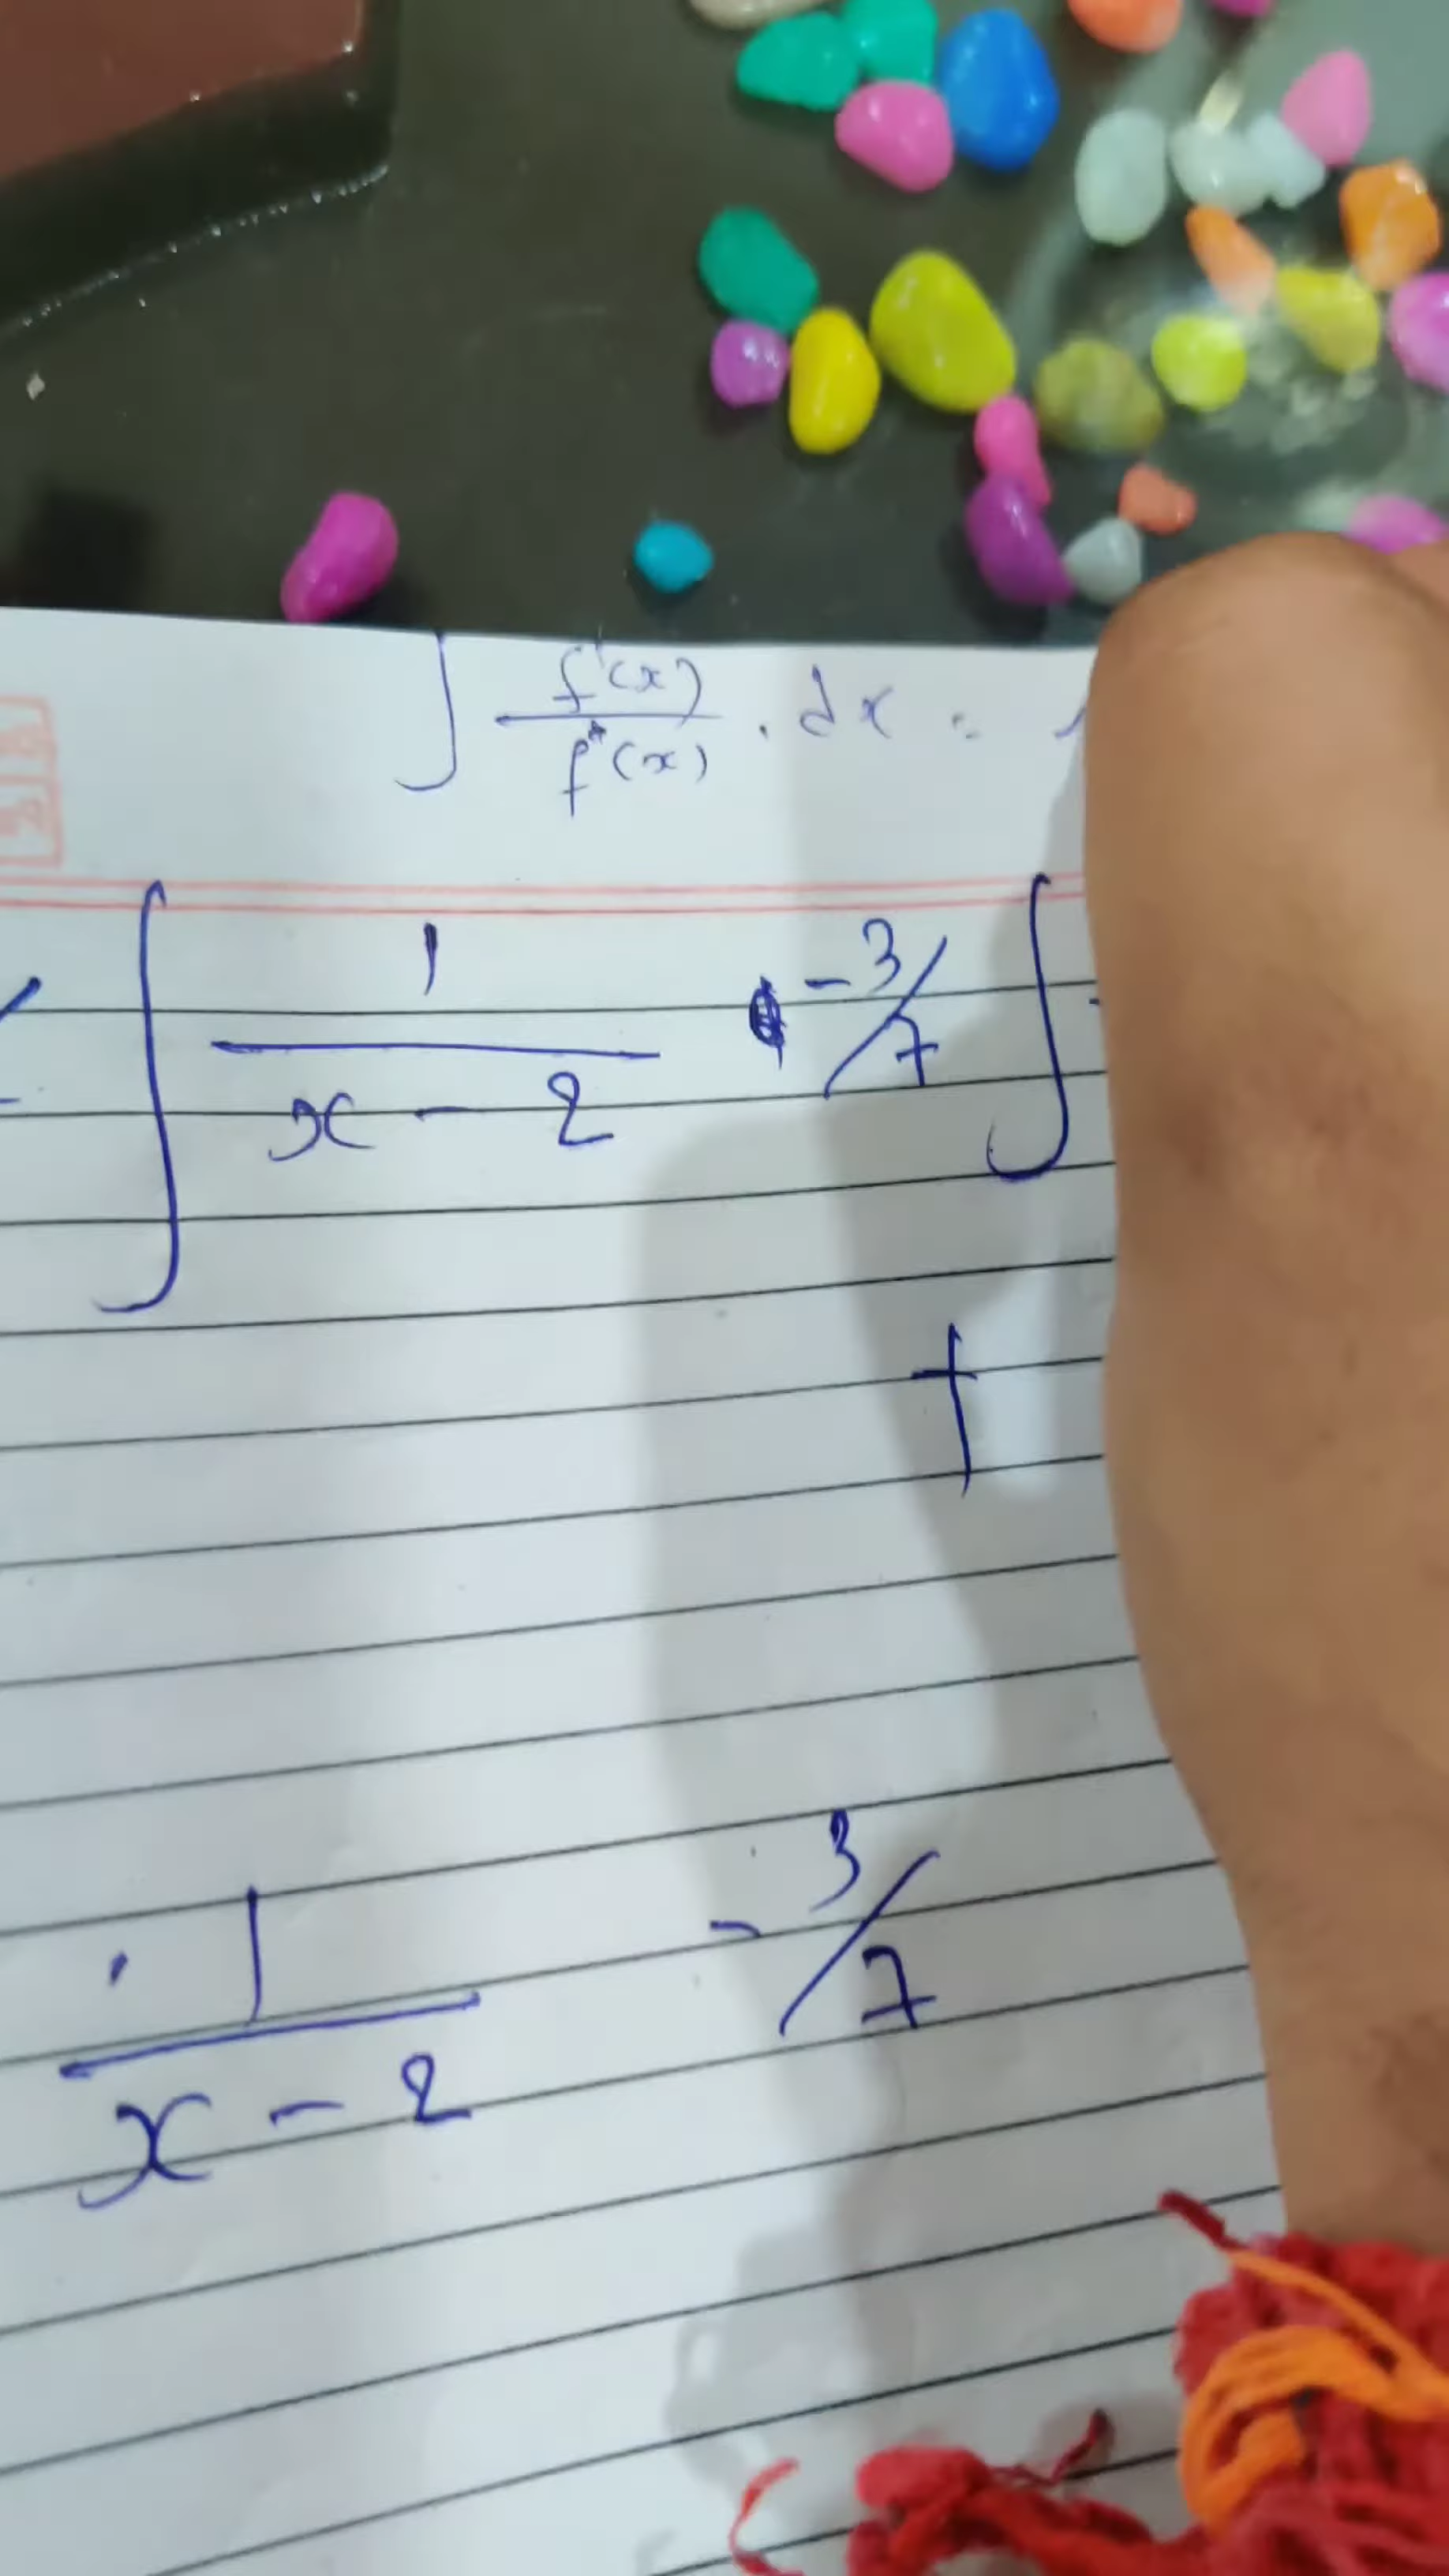 ∫ f'(x)/f(x) . dx =
∫ 1/(x - 2) - 3/7 ∫
+
1/(x - 2) - 3/7